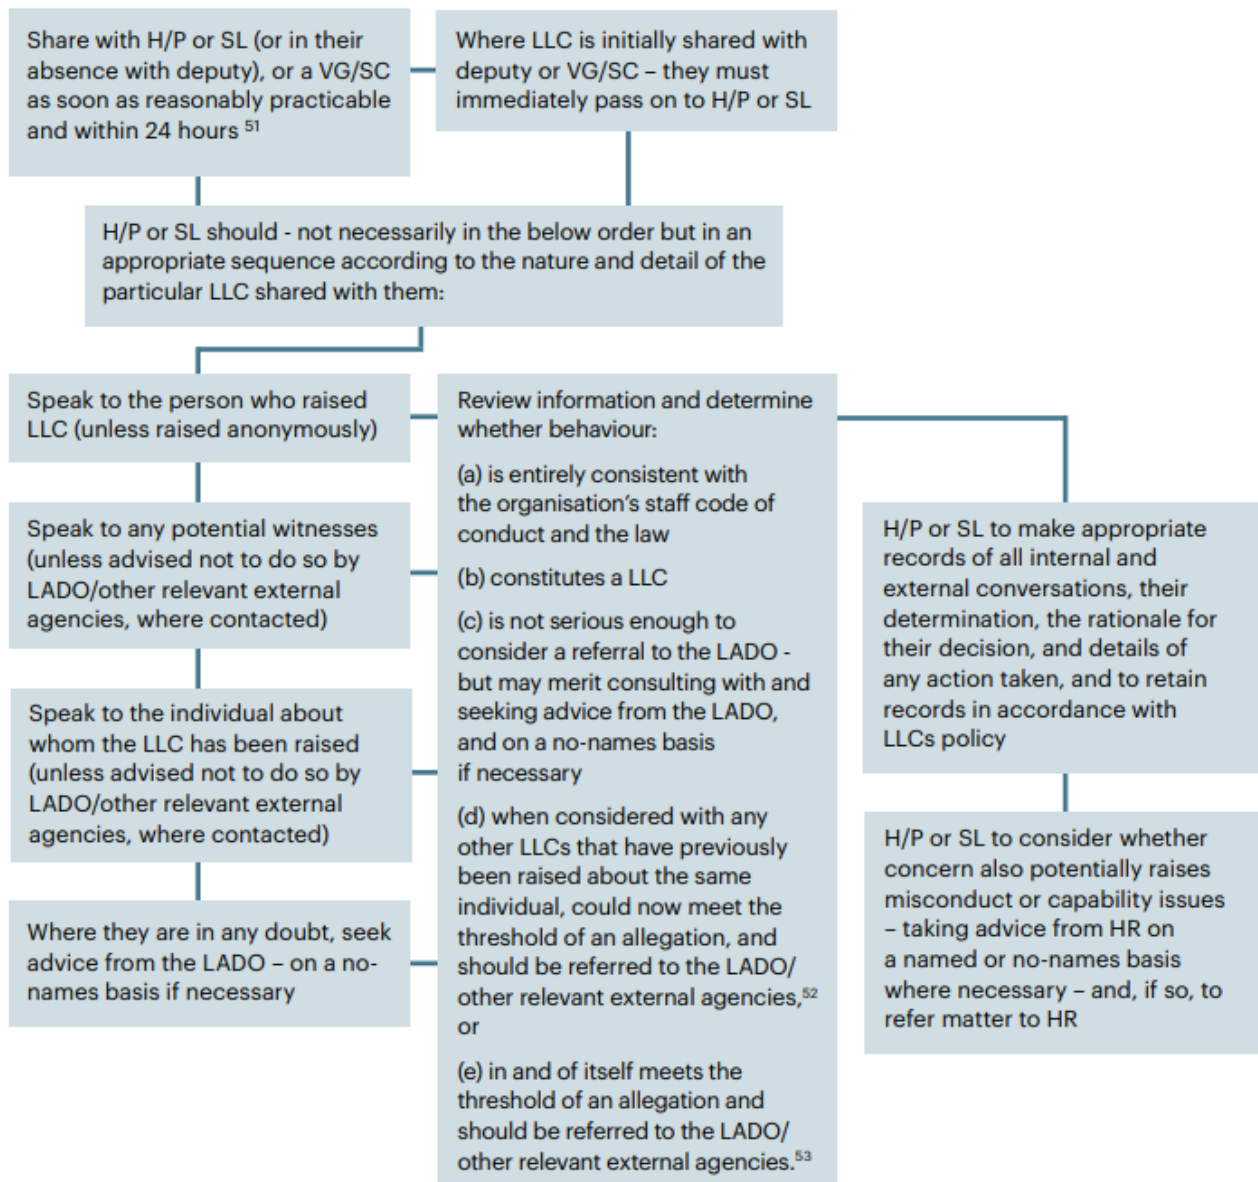 Share with H/P or SL (or in their
absence with deputy), or a VG/SC
as soon as reasonably practicable
and within 24 hours 51
Where LLC is initially shared with
deputy or VG/SC – they must
immediately pass on to H/P or SL
H/P or SL should - not necessarily in the below order but in an
appropriate sequence according to the nature and detail of the
particular LLC shared with them:
Speak to the person who raised
LLC (unless raised anonymously)
Speak to any potential witnesses
(unless advised not to do so by
LADO/other relevant external
agencies, where contacted)
Speak to the individual about
whom the LLC has been raised
(unless advised not to do so by
LADO/other relevant external
agencies, where contacted)
Where they are in any doubt, seek
advice from the LADO – on a no-
names basis if necessary
Review information and determine
whether behaviour:
(a) is entirely consistent with
the organisation’s staff code of
conduct and the law
(b) constitutes a LLC
(c) is not serious enough to
consider a referral to the LADO -
but may merit consulting with and
seeking advice from the LADO,
and on a no-names basis
if necessary
(d) when considered with any
other LLCs that have previously
been raised about the same
individual, could now meet the
threshold of an allegation, and
should be referred to the LADO/
other relevant external agencies,52
or
(e) in and of itself meets the
threshold of an allegation and
should be referred to the LADO/
other relevant external agencies.53
H/P or SL to make appropriate
records of all internal and
external conversations, their
determination, the rationale for
their decision, and details of
any action taken, and to retain
records in accordance with
LLCs policy
H/P or SL to consider whether
concern also potentially raises
misconduct or capability issues
– taking advice from HR on
a named or no-names basis
where necessary – and, if so, to
refer matter to HR